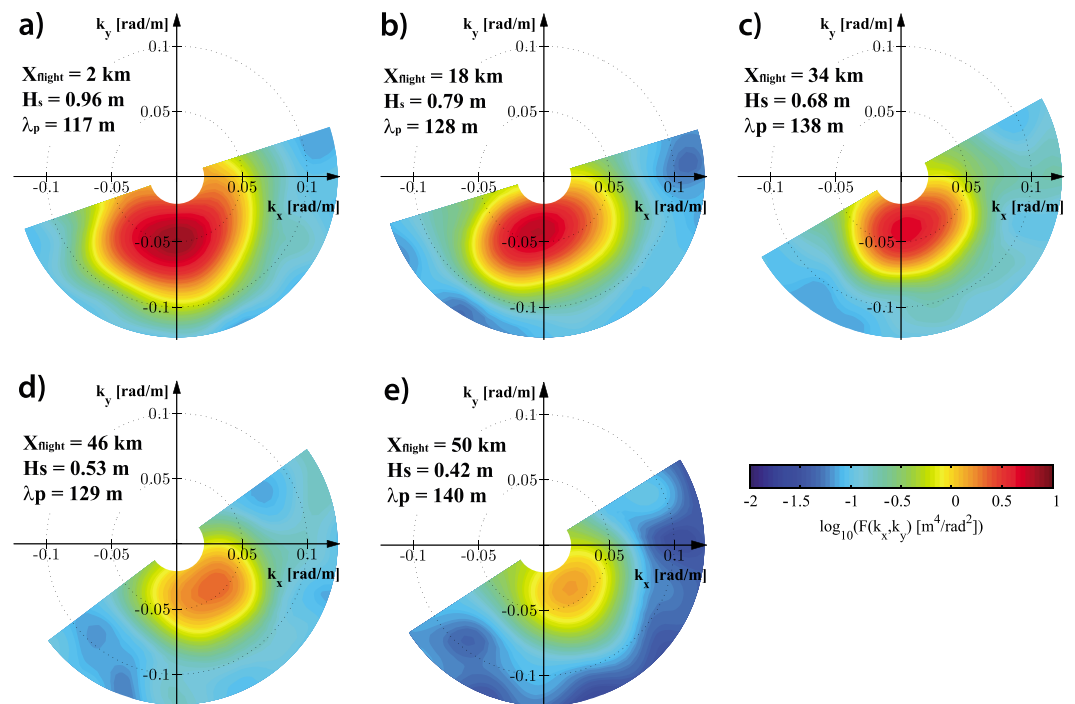 a)
k_y [rad/m]
X_flight = 2 km
H_s = 0.96 m
λ_p = 117 m
0.1
0.05
-0.1
-0.05
0.05
0.1
k_x [rad/m]
-0.05
-0.1
b)
k_y [rad/m]
X_flight = 18 km
H_s = 0.79 m
λ_p = 128 m
0.1
0.05
-0.1
-0.05
0.05
0.1
k_x [rad/m]
-0.05
-0.1
c)
k_y [rad/m]
X_flight = 34 km
Hs = 0.68 m
λp = 138 m
0.1
0.05
-0.1
-0.05
0.05
0.1
k_x [rad/m]
-0.05
-0.1
d)
k_y [rad/m]
X_flight = 46 km
Hs = 0.53 m
λp = 129 m
0.1
0.05
-0.1
-0.05
0.05
0.1
k_x [rad/m]
-0.05
-0.1
e)
k_y [rad/m]
X_flight = 50 km
Hs = 0.42 m
λp = 140 m
0.1
0.05
-0.1
-0.05
0.05
0.1
k_x [rad/m]
-0.05
-0.1
-2 -1.5 -1 -0.5 0 0.5 1
log_10(F(k_x,k_y) [m^4/rad^2])